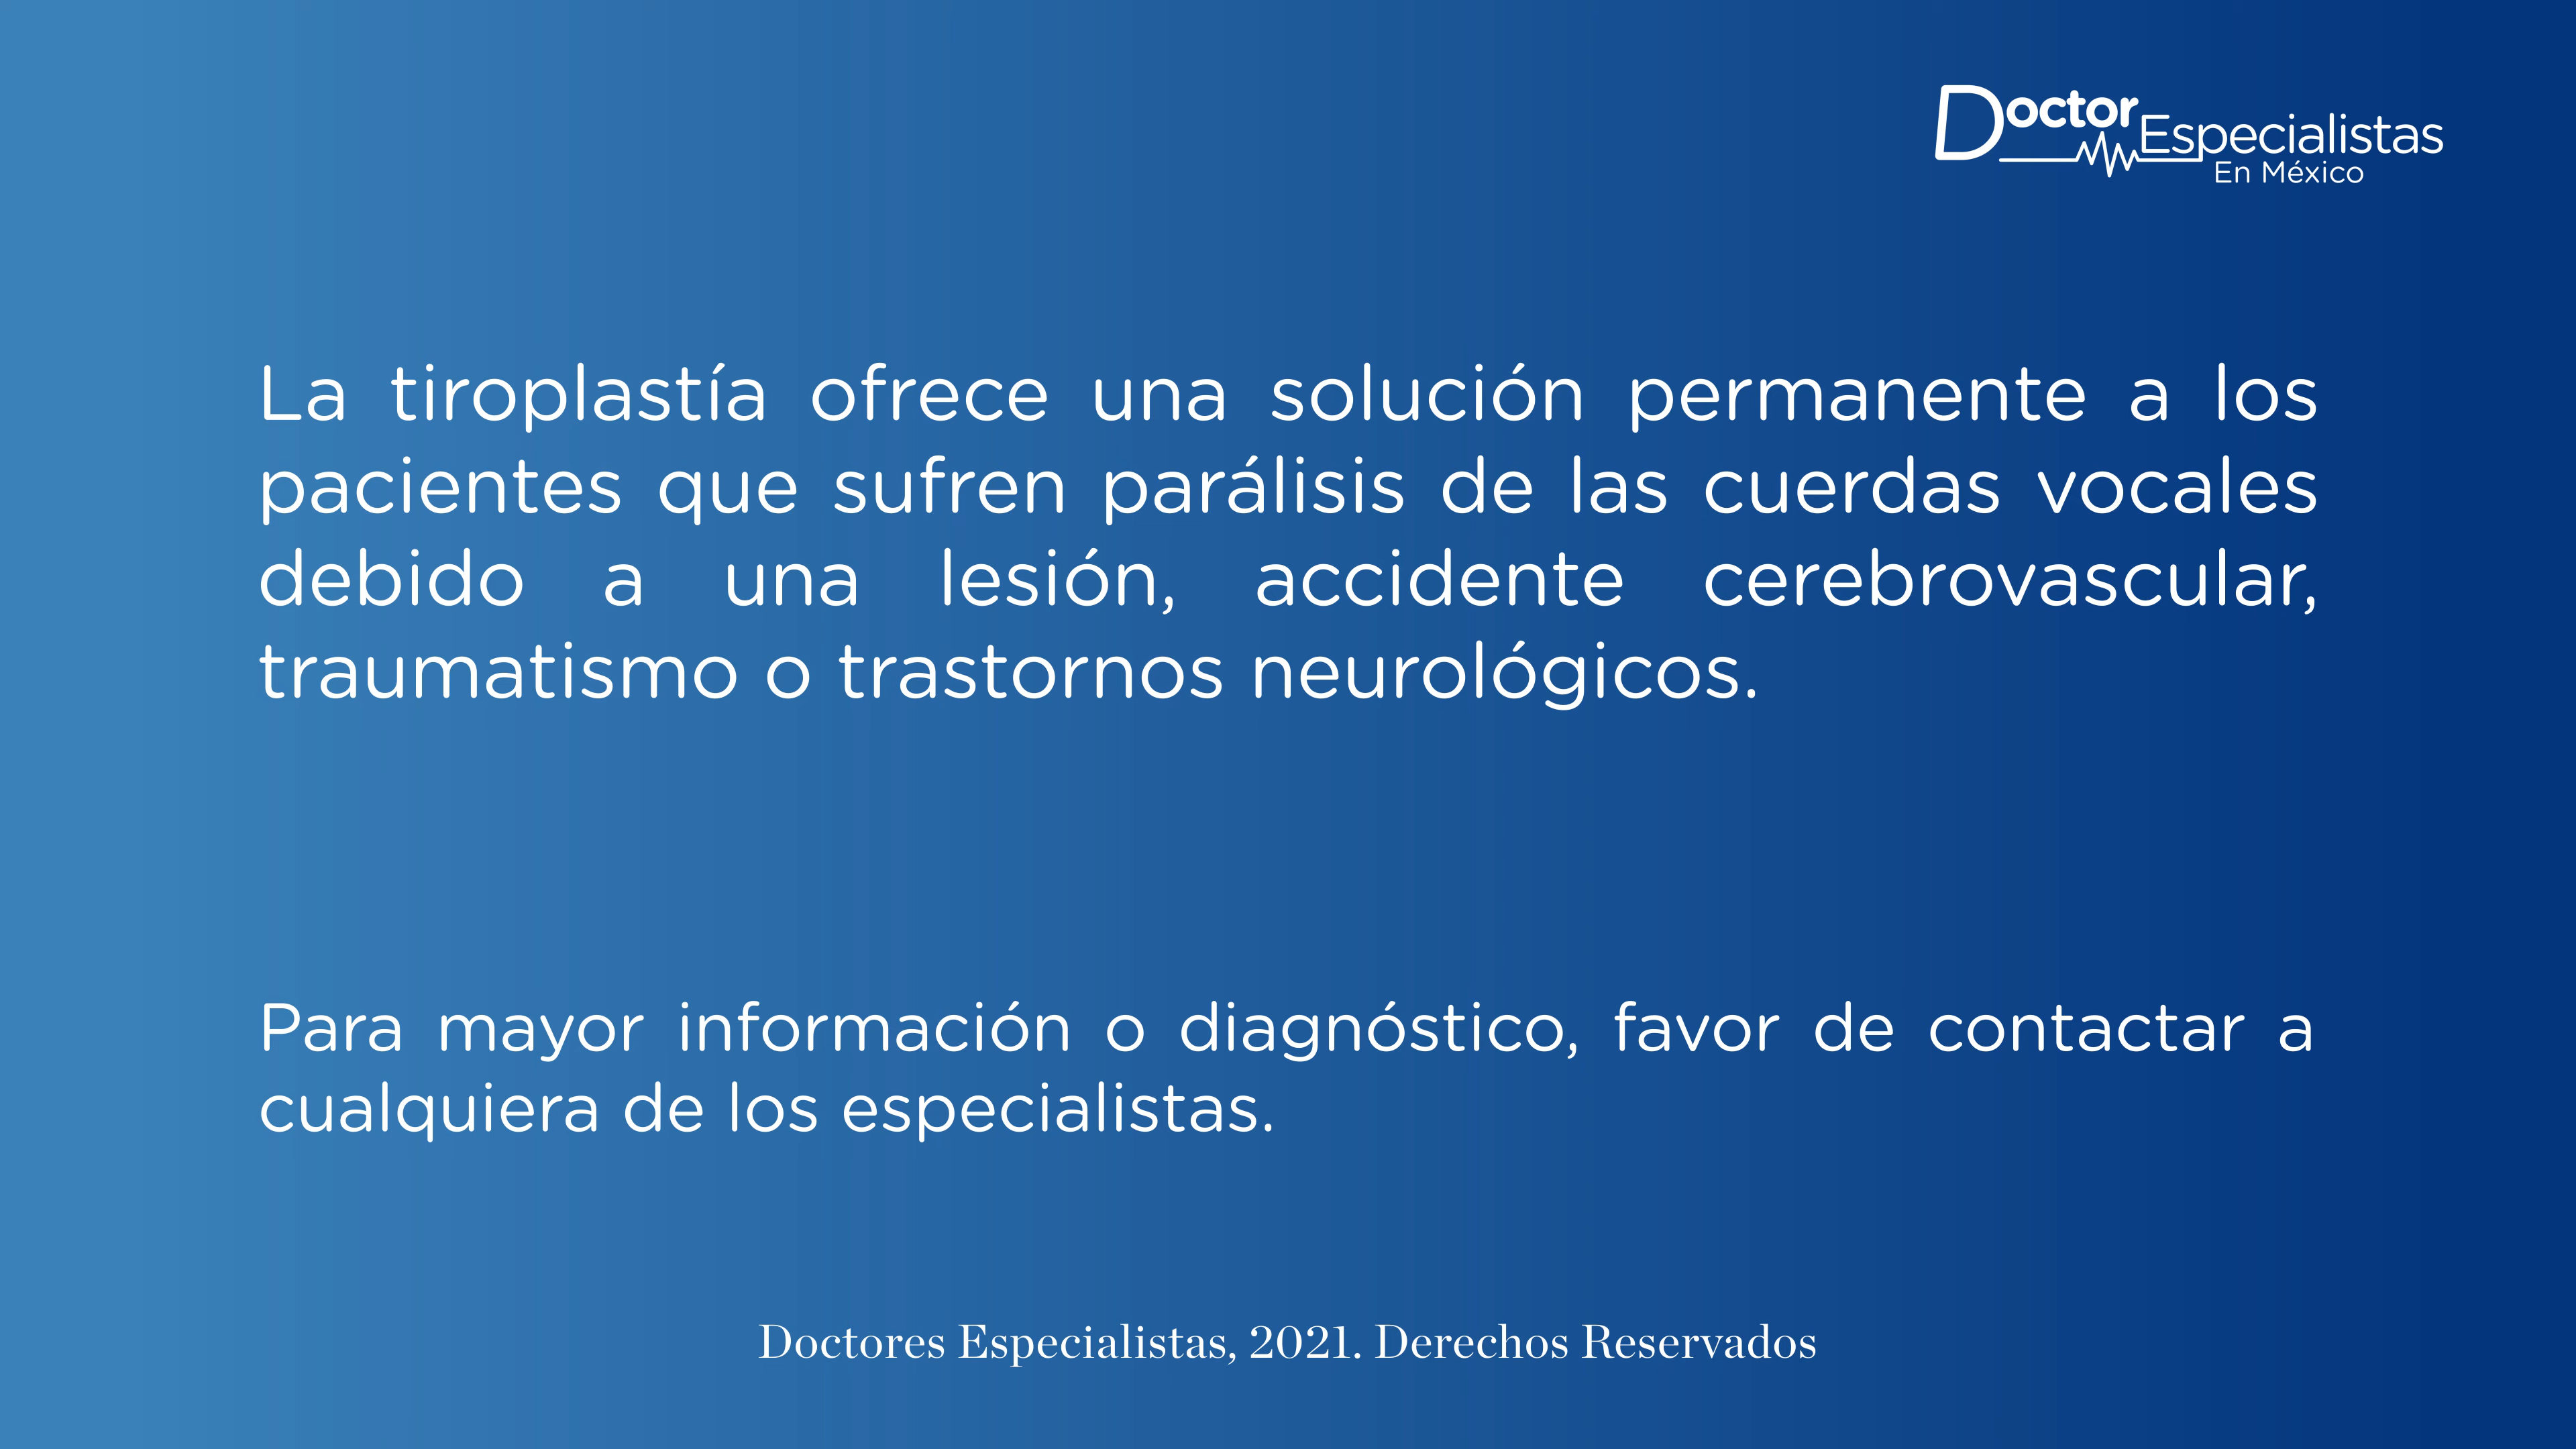 Doctor Especialistas
En México
La tiroplastía ofrece una solución permanente a los
pacientes que sufren parálisis de las cuerdas vocales
debido a una lesión, accidente cerebrovascular,
traumatismo o trastornos neurológicos.
Para mayor información o diagnóstico, favor de contactar a
cualquiera de los especialistas.
Doctores Especialistas, 2021. Derechos Reservados